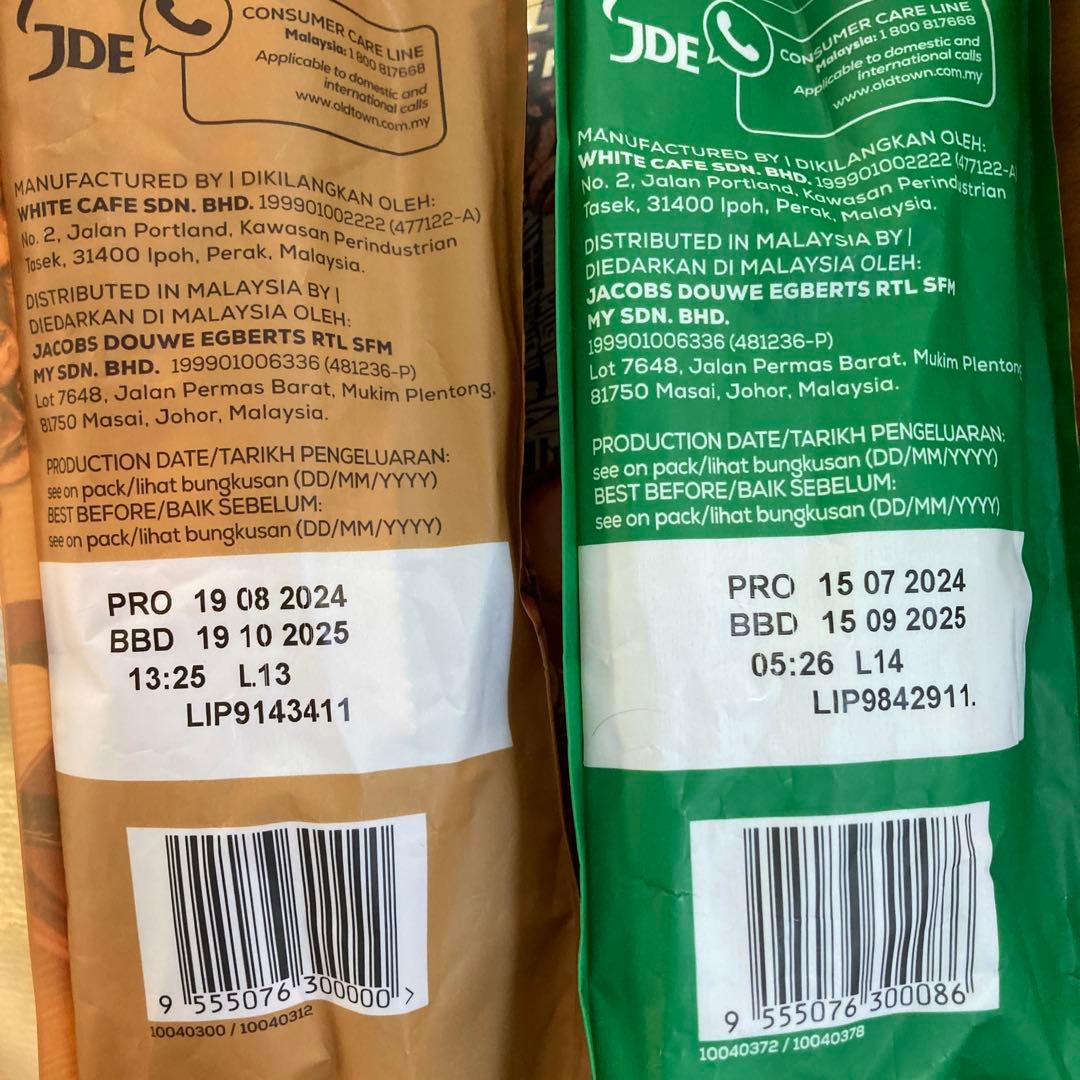 JDE
CONSUMER CARE LINE
Malaysia: 1 800 817668
Applicable to domestic and
international calls
www.oldtown.com.my
MANUFACTURED BY | DIKILANGKAN OLEH:
WHITE CAFE SDN. BHD. 199901002222 (477122-A)
No. 2, Jalan Portland, Kawasan Perindustrian
Tasek, 31400 Ipoh, Perak, Malaysia.
DISTRIBUTED IN MALAYSIA BY |
DIEDARKAN DI MALAYSIA OLEH:
JACOBS DOUWE EGBERTS RTL SFM
MY SDN. BHD. 199901006336 (481236-P)
Lot 7648, Jalan Permas Barat, Mukim Plentong,
81750 Masai, Johor, Malaysia.
PRODUCTION DATE/TARIKH PENGELUARAN:
see on pack/lihat bungkusan (DD/MM/YYYY)
BEST BEFORE/BAIK SEBELUM:
see on pack/lihat bungkusan (DD/MM/YYYY)
PRO 19 08 2024
BBD 19 10 2025
13:25 L13
LIP9143411
9 555076 300000 >
10040300 / 10040312
JDE
CONSUMER CARE LINE
Malaysia: 1 800 817668
Applicable to domestic and
international calls
www.oldtown.com.my
MANUFACTURED BY | DIKILANGKAN OLEH:
WHITE CAFE SDN. BHD. 199901002222 (477122-A)
No. 2, Jalan Portland, Kawasan Perindustrian
Tasek, 31400 Ipoh, Perak, Malaysia.
DISTRIBUTED IN MALAYSIA BY |
DIEDARKAN DI MALAYSIA OLEH:
JACOBS DOUWE EGBERTS RTL SFM
MY SDN. BHD.
199901006336 (481236-P)
Lot 7648, Jalan Permas Barat, Mukim Plentong
81750 Masai, Johor, Malaysia.
PRODUCTION DATE/TARIKH PENGELUARAN:
see on pack/lihat bungkusan (DD/MM/YYYY)
BEST BEFORE/BAIK SEBELUM:
see on pack/lihat bungkusan (DD/MM/YYYY)
PRO 15 07 2024
BBD 15 09 2025
05:26 L14
LIP9842911.
9 555076 300086
10040372 / 10040378